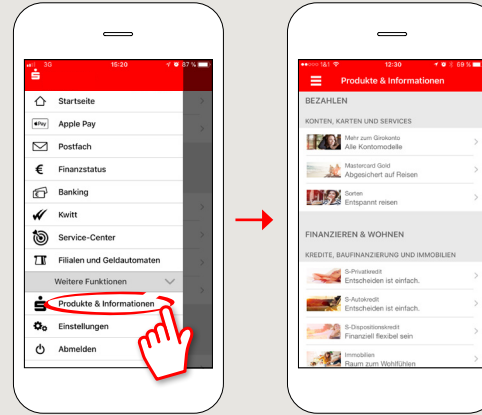 3G 15:20 87 %
Startseite
Pay Apple Pay
Postfach
€ Finanzstatus
Banking
Kwitt
Service-Center
Filialen und Geldautomaten
Weitere Funktionen
Produkte & Informationen
Einstellungen
Abmelden
1&1 12:30 69 %
Produkte & Informationen
BEZAHLEN
KONTEN, KARTEN UND SERVICES
Mehr zum Girokonto
Alle Kontomodelle
Mastercard Gold
Abgesichert auf Reisen
Sorten
Entspannt reisen
FINANZIEREN & WOHNEN
KREDITE, BAUFINANZIERUNG UND IMMOBILIEN
S-Privatkredit
Entscheiden ist einfach.
S-Autokredit
Entscheiden ist einfach.
S-Dispositionskredit
Finanziell flexibel sein
Immobilien
Raum zum Wohlfühlen